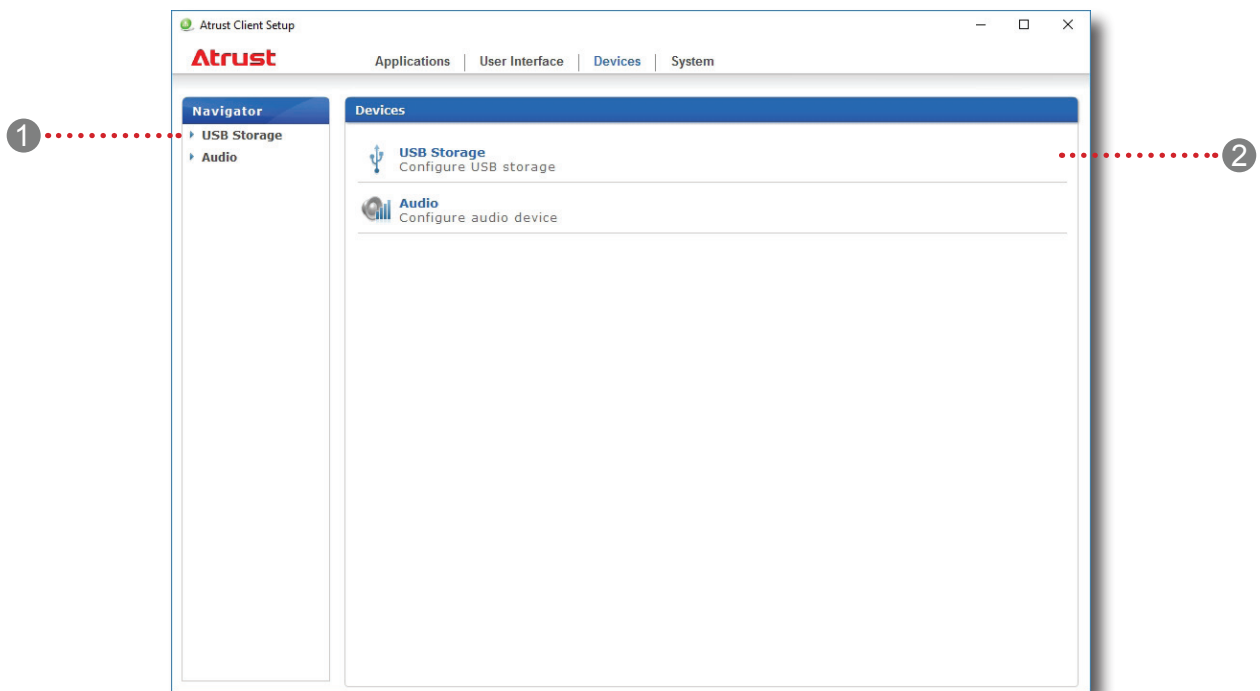 Atrust Client Setup
Atrust
Applications | User Interface | Devices | System
Navigator
USB Storage
Audio
Devices
USB Storage
Configure USB storage
Audio
Configure audio device
1
2